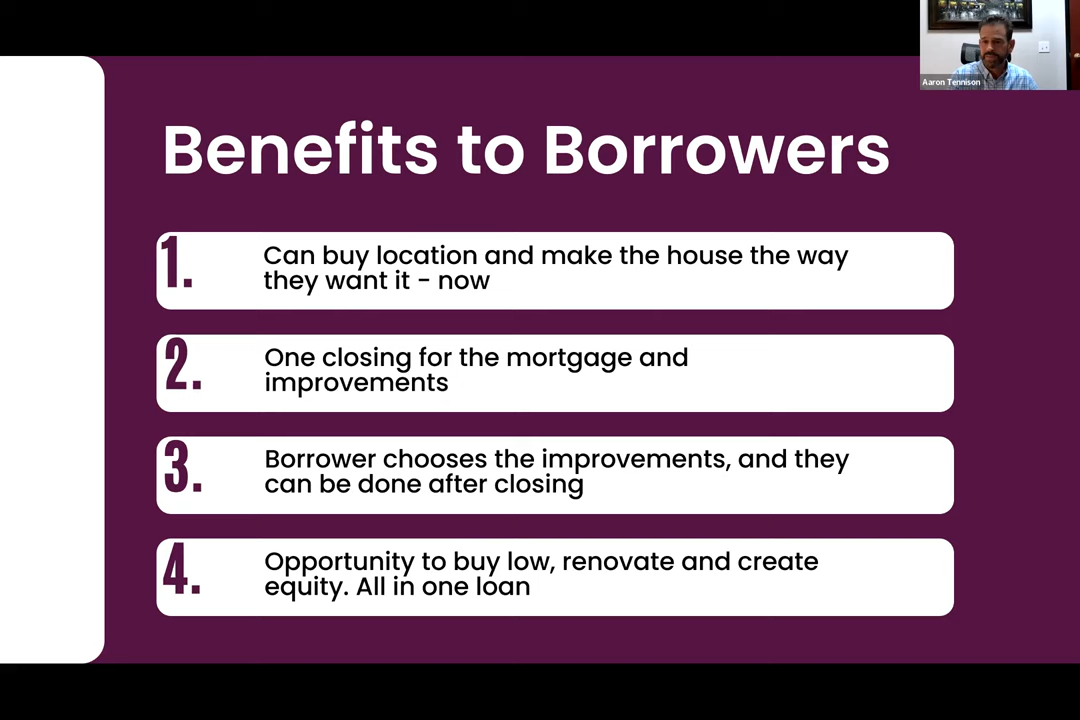 Aaron Tennison
Benefits to Borrowers
1.
Can buy location and make the house the way
they want it - now
2.
One closing for the mortgage and
improvements
3.
Borrower chooses the improvements, and they
can be done after closing
4.
Opportunity to buy low, renovate and create
equity. All in one loan